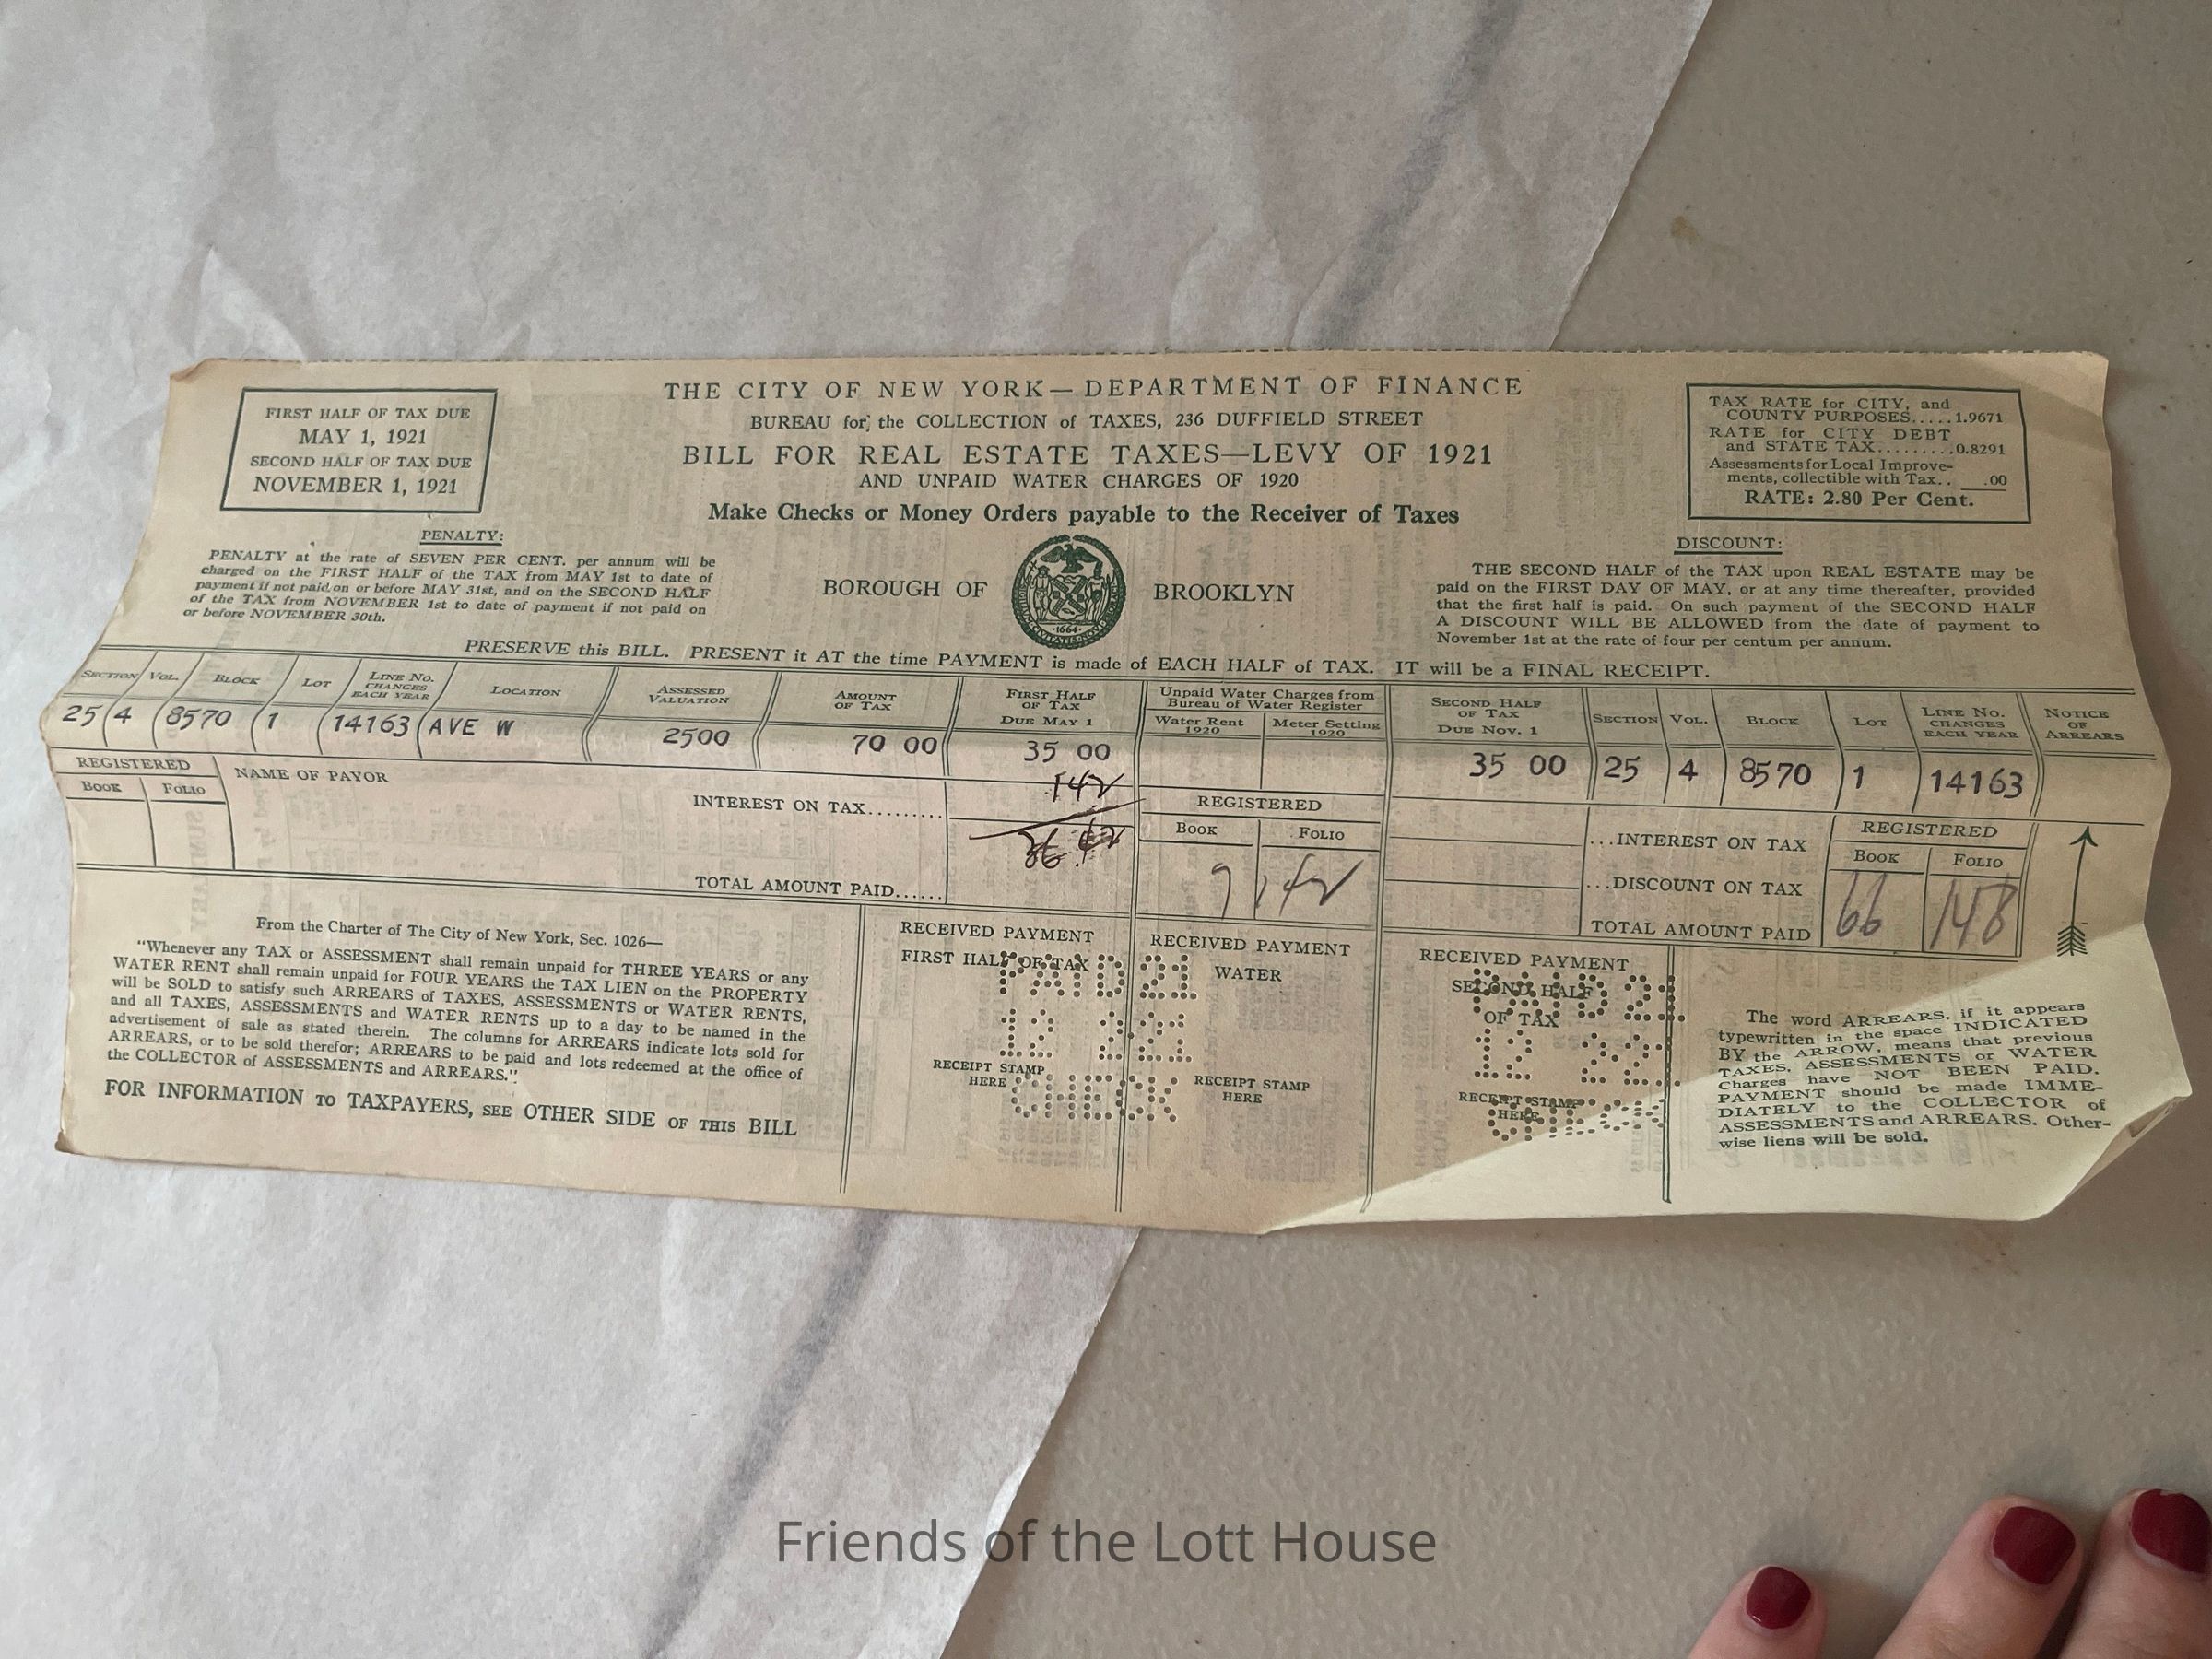 THE CITY OF NEW YORK—DEPARTMENT OF FINANCE
BUREAU for the COLLECTION of TAXES, 236 DUFFIELD STREET
BILL FOR REAL ESTATE TAXES—LEVY OF 1921
AND UNPAID WATER CHARGES OF 1920
Make Checks or Money Orders payable to the Receiver of Taxes
BOROUGH OF BROOKLYN
1664
FIRST HALF OF TAX DUE
MAY 1, 1921
SECOND HALF OF TAX DUE
NOVEMBER 1, 1921
PENALTY:
PENALTY at the rate of SEVEN PER CENT. per annum will be
charged on the FIRST HALF of the TAX from MAY 1st to date of
payment if not paid on or before MAY 31st, and on the SECOND HALF
of the TAX from NOVEMBER 1st to date of payment if not paid on
or before NOVEMBER 30th.
TAX RATE for CITY, and
COUNTY PURPOSES.....1.9671
RATE for CITY DEBT
and STATE TAX.........0.8291
Assessments for Local Improve-
ments, collectible with Tax.. .00
RATE: 2.80 Per Cent.
DISCOUNT:
THE SECOND HALF of the TAX upon REAL ESTATE may be
paid on the FIRST DAY OF MAY, or at any time thereafter, provided
that the first half is paid. On such payment of the SECOND HALF
A DISCOUNT WILL BE ALLOWED from the date of payment to
November 1st at the rate of four per centum per annum.
PRESERVE this BILL. PRESENT it AT the time PAYMENT is made of EACH HALF of TAX. IT will be a FINAL RECEIPT.
SECTION VOL. BLOCK LOT LINE NO. CHANGES EACH YEAR LOCATION ASSESSED VALUATION AMOUNT OF TAX FIRST HALF OF TAX DUE MAY 1 Unpaid Water Charges from Bureau of Water Register Water Rent 1920 Meter Setting 1920 SECOND HALF OF TAX DUE NOV. 1 SECTION VOL. BLOCK LOT LINE NO. CHANGES EACH YEAR NOTICE OF ARREARS
25 4 8570 1 14163 AVE W 2500 70 00 35 00 35 00 25 4 8570 1 14163
REGISTERED
BOOK FOLIO
NAME OF PAYOR
INTEREST ON TAX.........
142
TOTAL AMOUNT PAID......
36
REGISTERED
BOOK FOLIO
9 142
...INTEREST ON TAX
...DISCOUNT ON TAX
TOTAL AMOUNT PAID
REGISTERED
BOOK FOLIO
66 148
From the Charter of The City of New York, Sec. 1026—
"Whenever any TAX or ASSESSMENT shall remain unpaid for THREE YEARS or any
WATER RENT shall remain unpaid for FOUR YEARS the TAX LIEN on the PROPERTY
will be SOLD to satisfy such ARREARS of TAXES, ASSESSMENTS or WATER RENTS,
and all TAXES, ASSESSMENTS and WATER RENTS up to a day to be named in the
advertisement of sale as stated therein. The columns for ARREARS indicate lots sold for
ARREARS, or to be sold therefor; ARREARS to be paid and lots redeemed at the office of
the COLLECTOR of ASSESSMENTS and ARREARS."
FOR INFORMATION TO TAXPAYERS, SEE OTHER SIDE OF THIS BILL
RECEIVED PAYMENT
FIRST HALF OF TAX
PAID 21
12
CHECK
RECEIPT STAMP
HERE
RECEIVED PAYMENT
WATER
RECEIPT STAMP
HERE
RECEIVED PAYMENT
SECOND HALF
OF TAX
PAID 21
12 22
RECEIPT STAMP
HERE
The word ARREARS, if it appears
typewritten in the space INDICATED
BY the ARROW, means that previous
TAXES, ASSESSMENTS or WATER
Charges have NOT BEEN PAID.
PAYMENT should be made IMME-
DIATELY to the COLLECTOR of
ASSESSMENTS and ARREARS. Other-
wise liens will be sold.
Friends of the Lott House